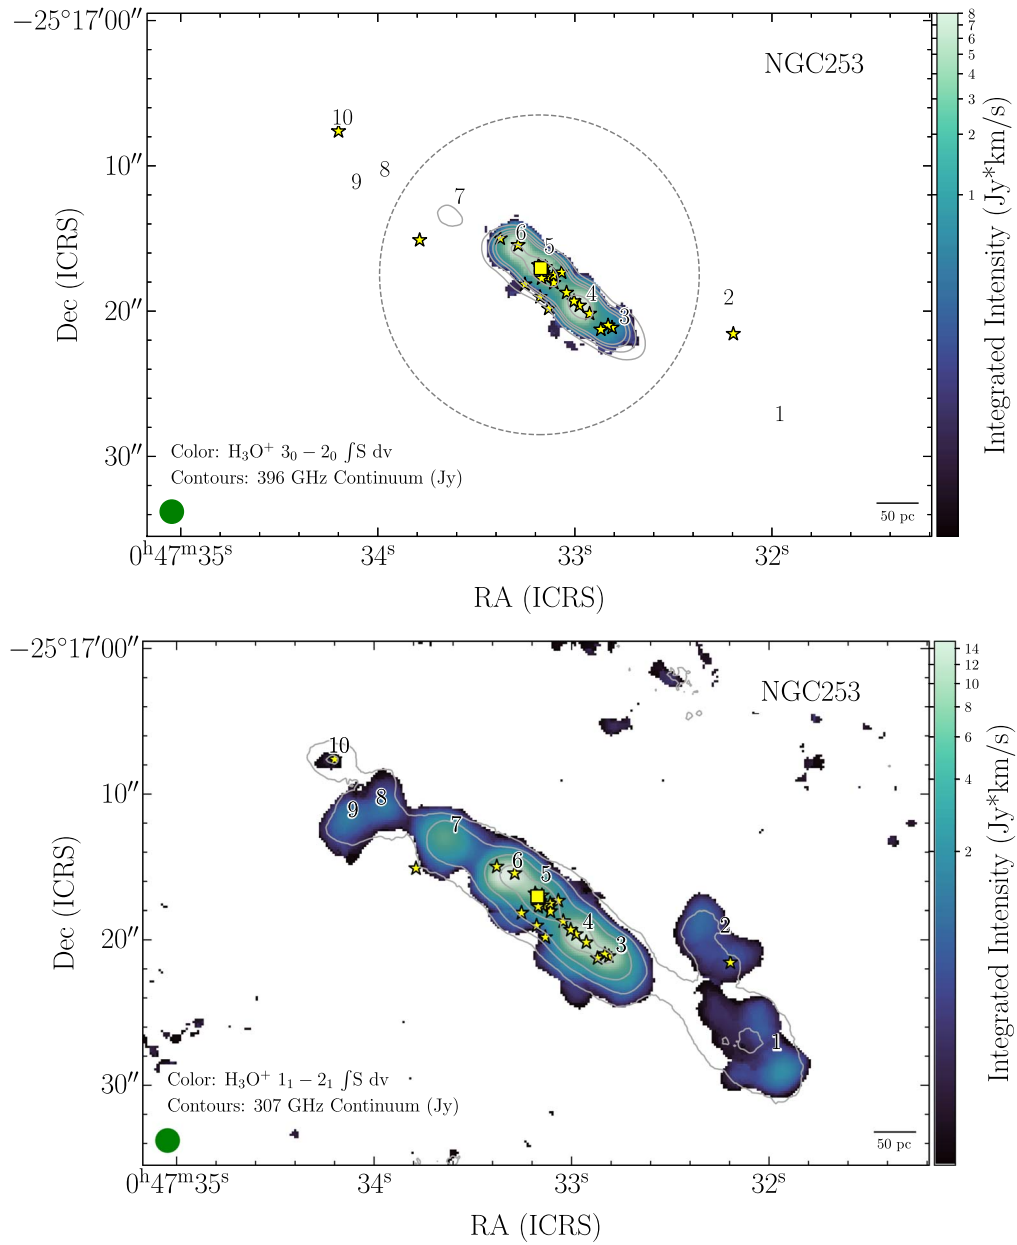 −25°17′00″
10″
20″
30″
Dec (ICRS)
NGC253
10
9
8
7
6
5
4
3
2
1
Color: H₃O⁺ 3₀ − 2₀ ∫S dv
Contours: 396 GHz Continuum (Jy)
50 pc
0ʰ47ᵐ35ˢ
34ˢ
33ˢ
32ˢ
RA (ICRS)
8
7
6
5
4
3
2
1
Integrated Intensity (Jy*km/s)
−25°17′00″
10″
20″
30″
Dec (ICRS)
NGC253
10
9
8
7
6
5
4
3
2
1
Color: H₃O⁺ 1₁ − 2₁ ∫S dv
Contours: 307 GHz Continuum (Jy)
50 pc
0ʰ47ᵐ35ˢ
34ˢ
33ˢ
32ˢ
RA (ICRS)
14
12
10
8
6
4
2
Integrated Intensity (Jy*km/s)